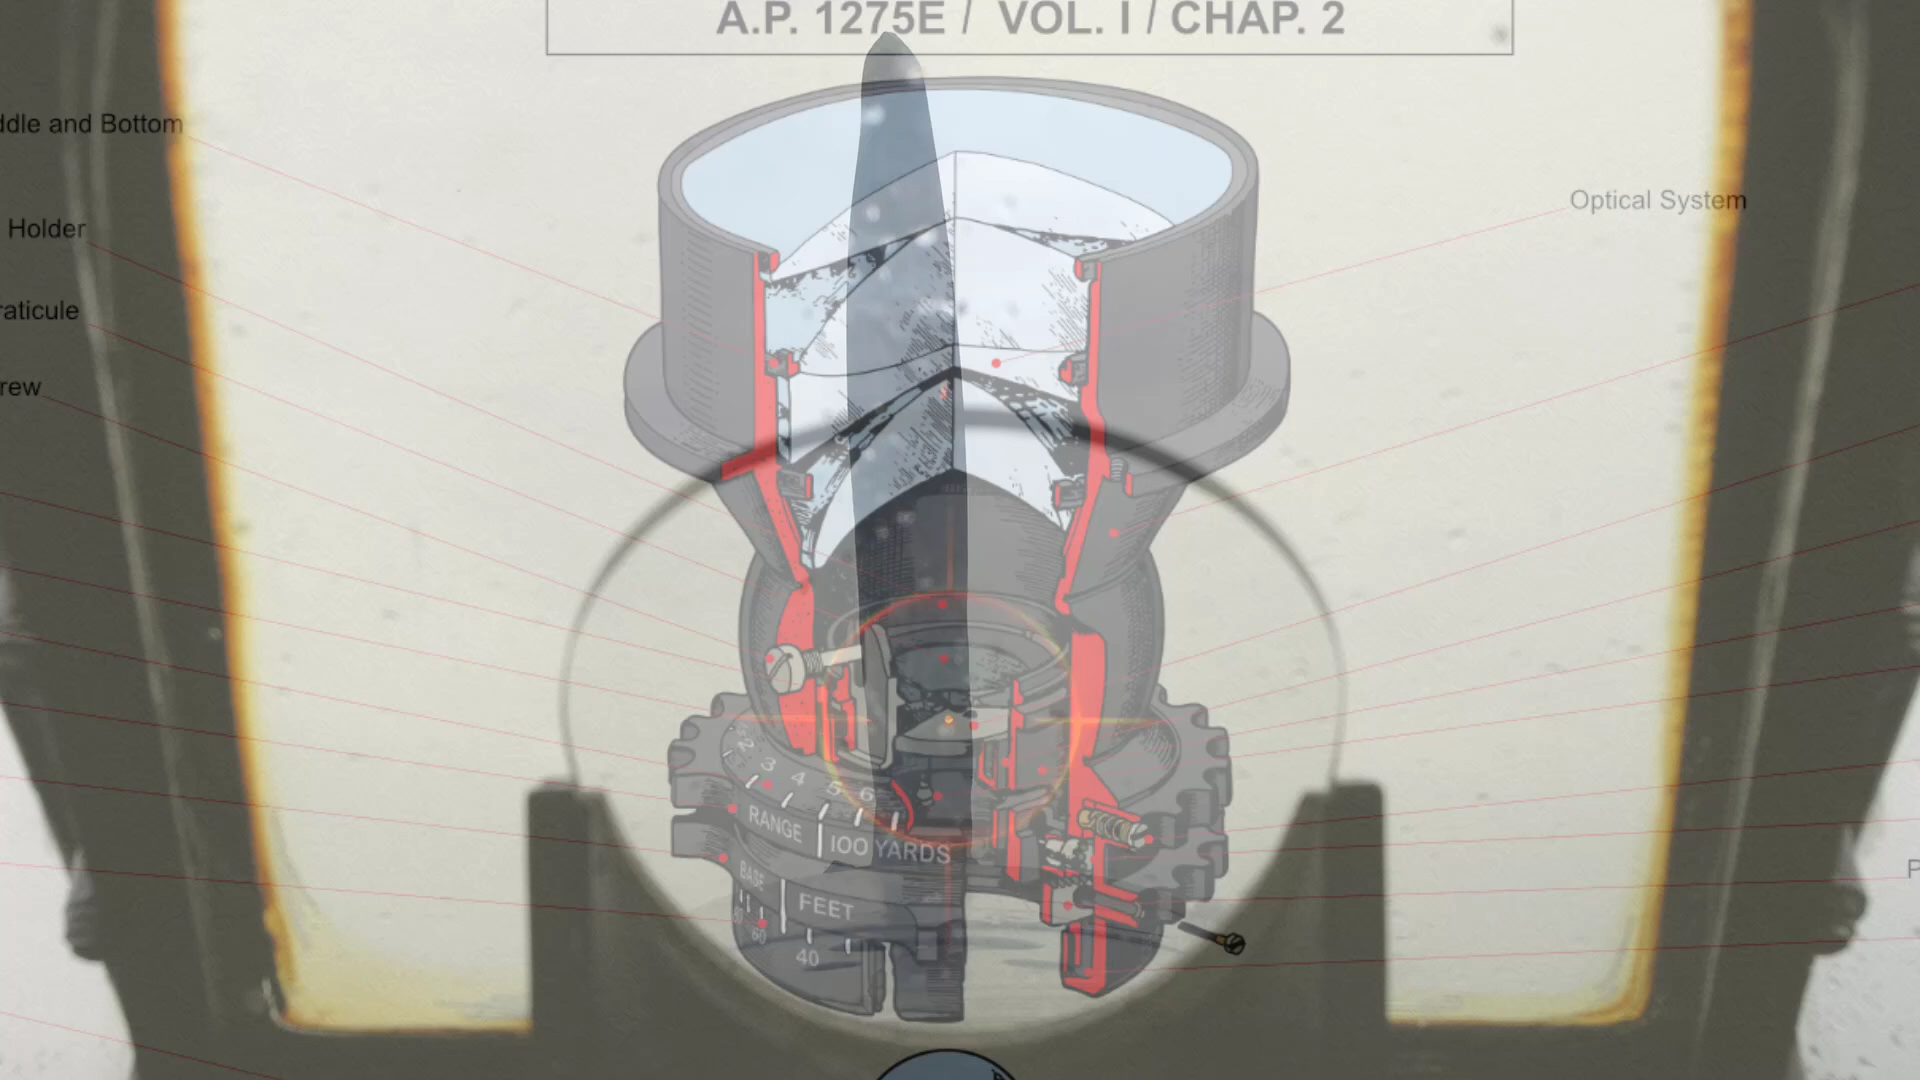 A.P. 1275E / VOL. I / CHAP. 2
ddle and Bottom
Optical System
Holder
raticule
rew
2 3 4 5 6
RANGE 100 YARDS
BASE FEET
60 40
P